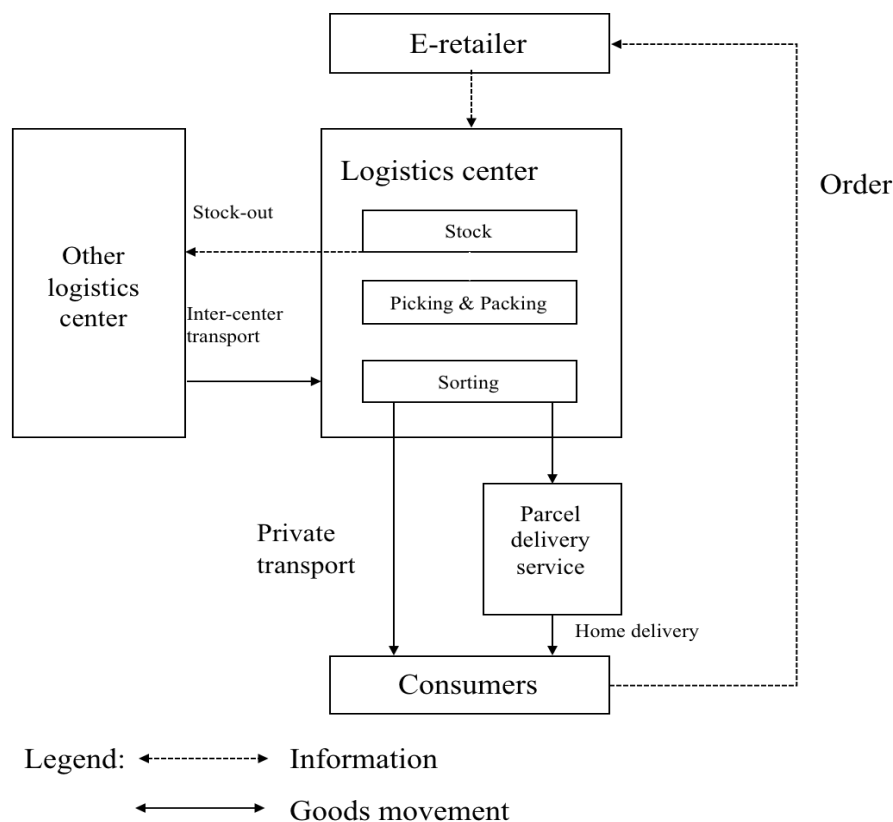 E-retailer
Order
Logistics center
Stock-out
Stock
Other
logistics
center
Picking & Packing
Inter-center
transport
Sorting
Private
transport
Parcel
delivery
service
Home delivery
Consumers
Legend:
Information
Goods movement